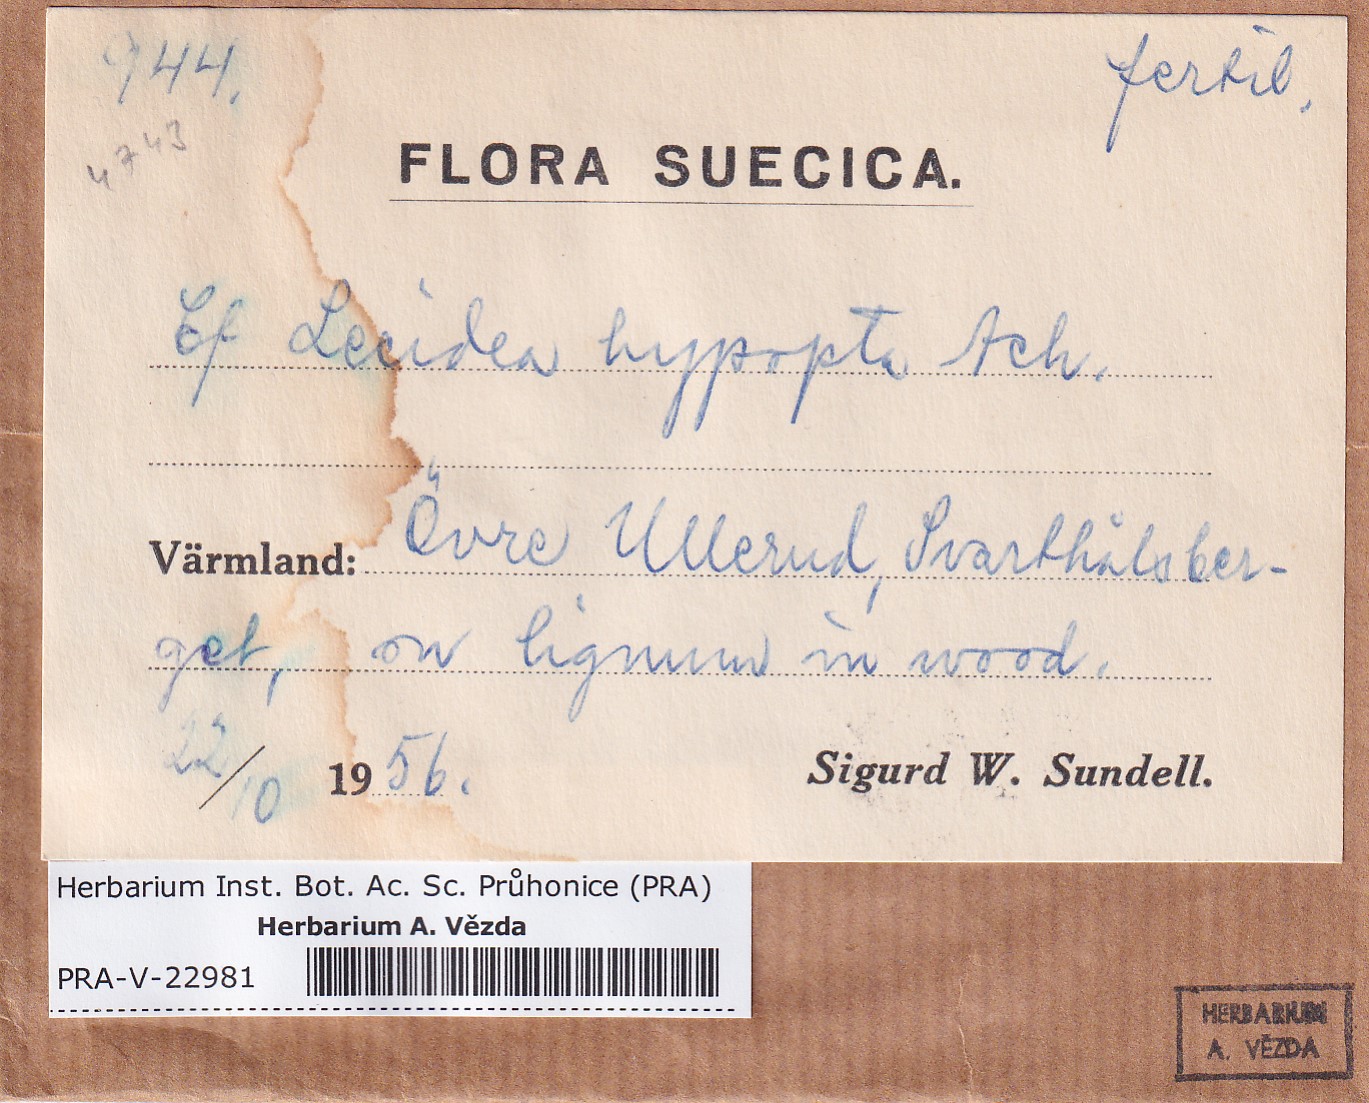 944.
fertil.
4743
FLORA SUECICA.
Cf Lecidea hypopta Ach.
Värmland: Övre Ullerud, Svarthålsber-
get, on lignum in wood.
22/10 1956.
Sigurd W. Sundell.
Herbarium Inst. Bot. Ac. Sc. Průhonice (PRA)
Herbarium A. Vězda
PRA-V-22981
HERBARIUM
A. VĚZDA